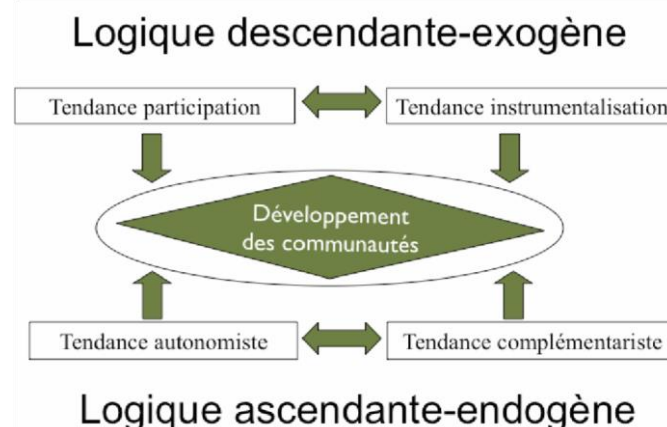 Logique descendante-exogène
Tendance participation
Tendance instrumentalisation
Développement
des communautés
Tendance autonomiste
Tendance complémentariste
Logique ascendante-endogène